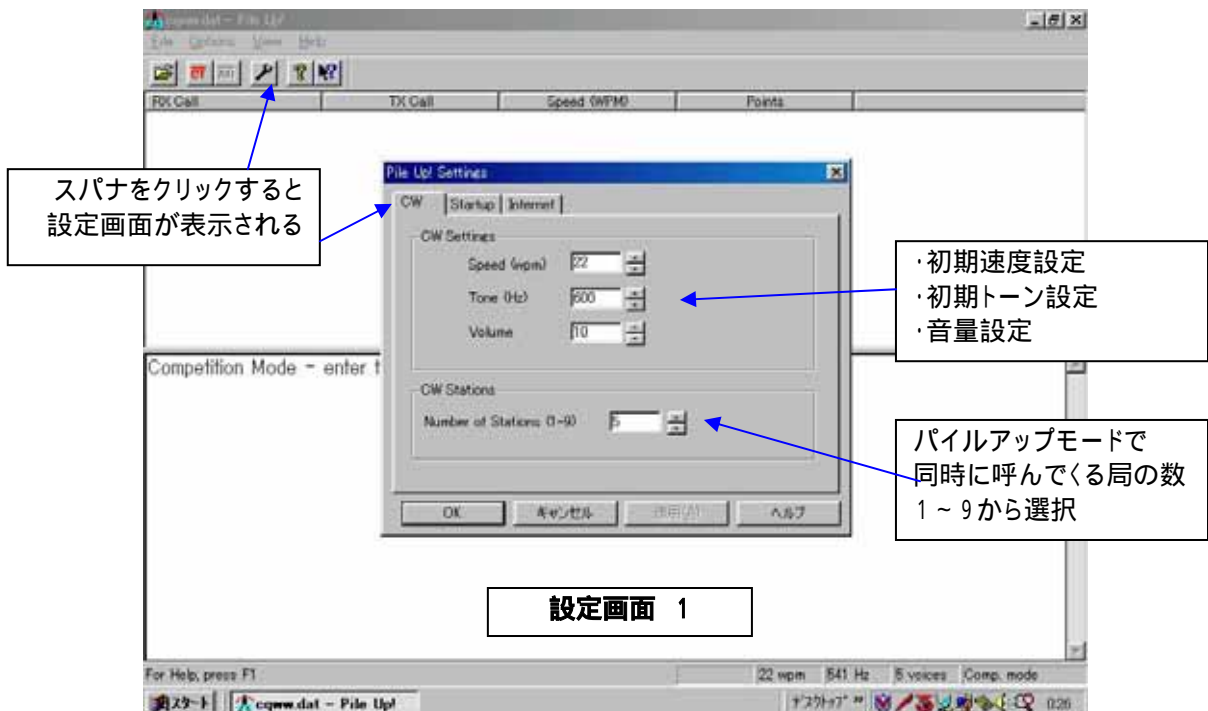 cqww.dat - Pile Up!
File Options View Help
RX Call TX Call Speed (WPM) Points
スパナをクリックすると
設定画面が表示される
Pile Up! Settings
CW Startup Internet
CW Settings
Speed (wpm) 22
Tone (Hz) 600
Volume 10
・初期速度設定
・初期トーン設定
・音量設定
Competition Mode - enter t
CW Stations
Number of Stations (1-9) 5
パイルアップモードで
同時に呼んでくる局の数
1～9から選択
OK キャンセル 適用(A) ヘルプ
設定画面 1
For Help, press F1 22 wpm 541 Hz 5 voices Comp. mode
スタート cqww.dat - Pile Up! デスクトップ » 0:26